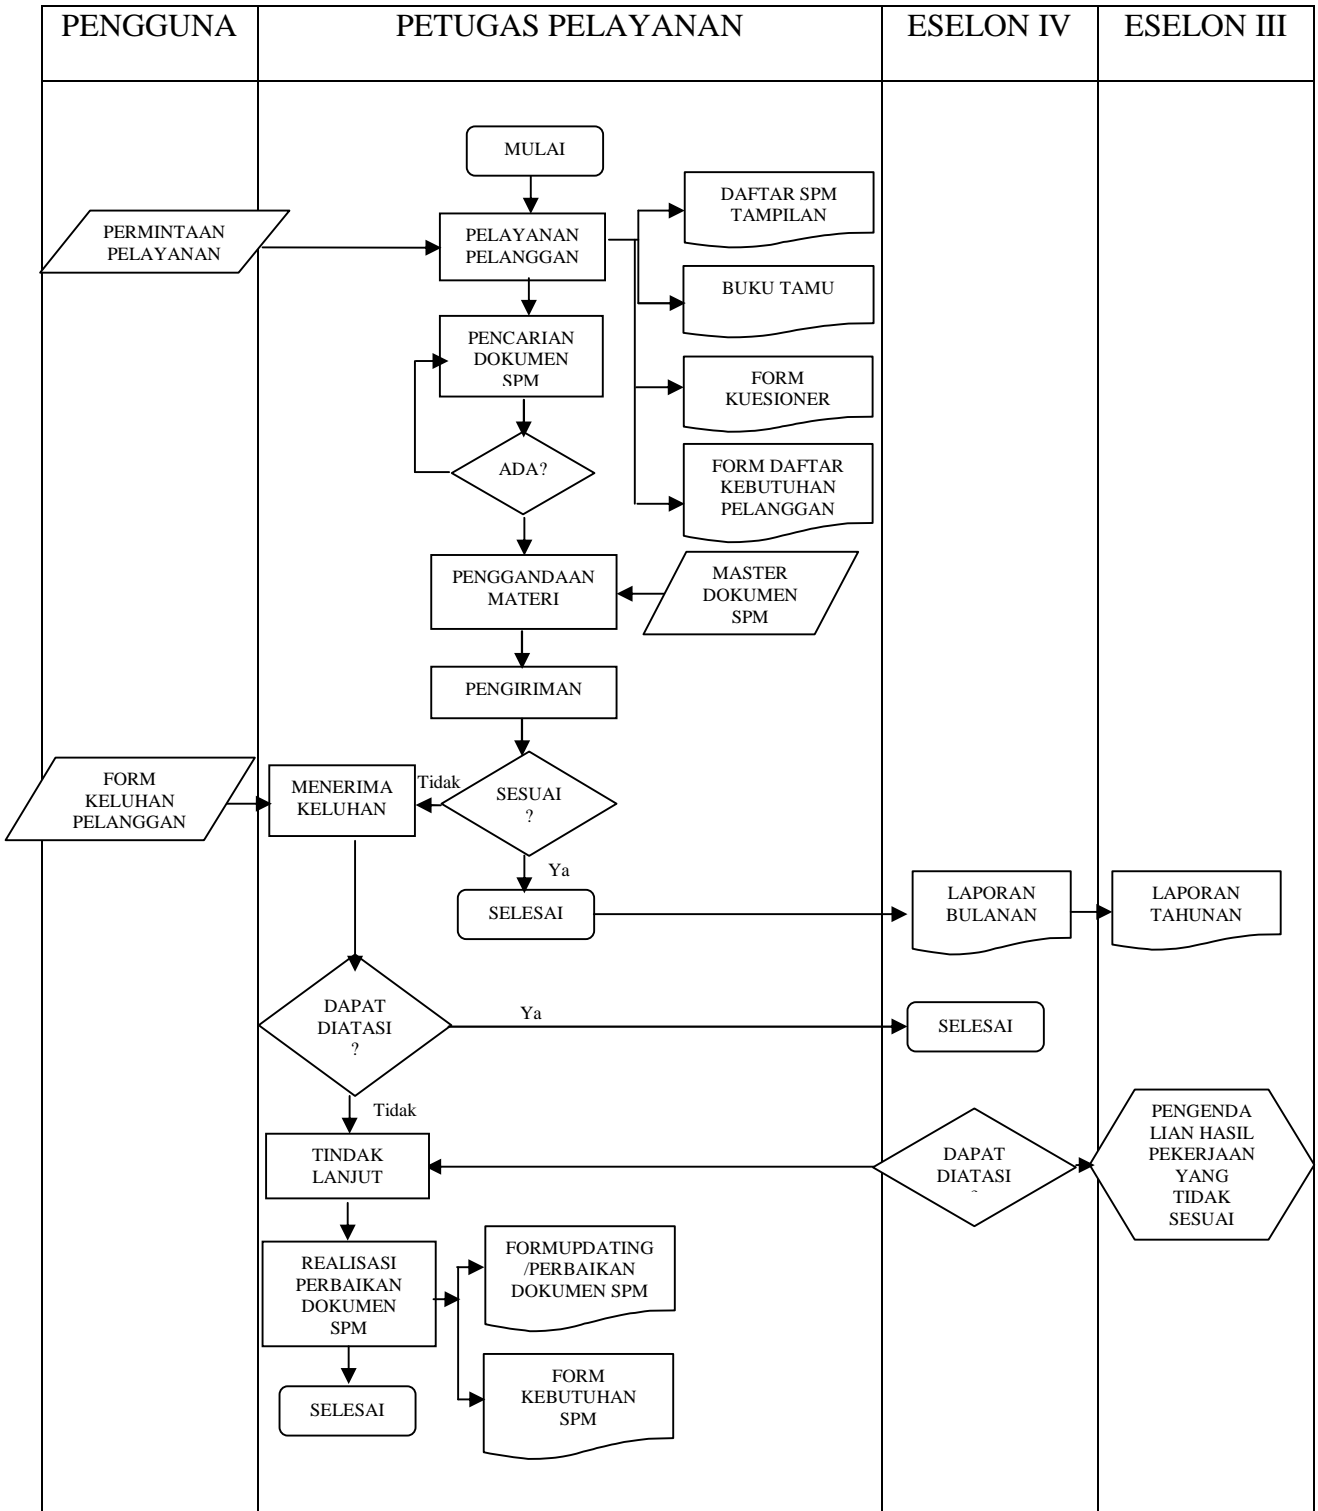 PENGGUNA
PETUGAS PELAYANAN
ESELON IV
ESELON III
MULAI
DAFTAR SPM
TAMPILAN
PERMINTAAN
PELAYANAN
PELAYANAN
PELANGGAN
BUKU TAMU
PENCARIAN
DOKUMEN
SPM
FORM
KUESIONER
ADA?
FORM DAFTAR
KEBUTUHAN
PELANGGAN
PENGGANDAAN
MATERI
MASTER
DOKUMEN
SPM
PENGIRIMAN
FORM
KELUHAN
PELANGGAN
MENERIMA
KELUHAN
Tidak
SESUAI
?
Ya
SELESAI
LAPORAN
BULANAN
LAPORAN
TAHUNAN
DAPAT
DIATASI
?
Ya
SELESAI
Tidak
TINDAK
LANJUT
DAPAT
DIATASI
?
PENGENDA
LIAN HASIL
PEKERJAAN
YANG
TIDAK
SESUAI
REALISASI
PERBAIKAN
DOKUMEN
SPM
FORMUPDATING
/PERBAIKAN
DOKUMEN SPM
FORM
KEBUTUHAN
SPM
SELESAI